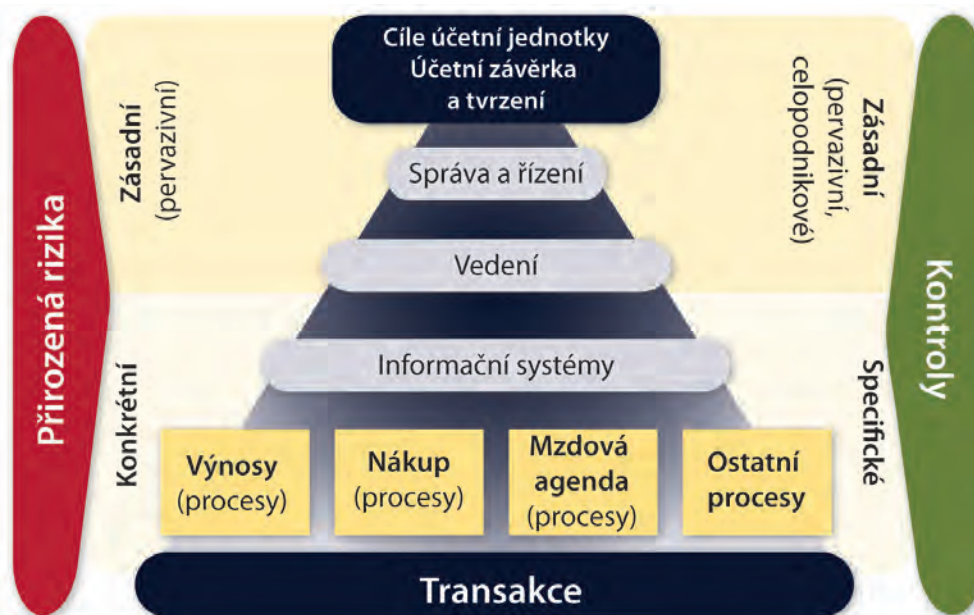 Přirozená rizika
Zásadní
(pervazivní)
Konkrétní
Cíle účetní jednotky
Účetní závěrka
a tvrzení
Správa a řízení
Vedení
Informační systémy
Výnosy
(procesy)
Nákup
(procesy)
Mzdová
agenda
(procesy)
Ostatní
procesy
Transakce
Zásadní
(pervazivní,
celopodnikové)
Specifické
Kontroly